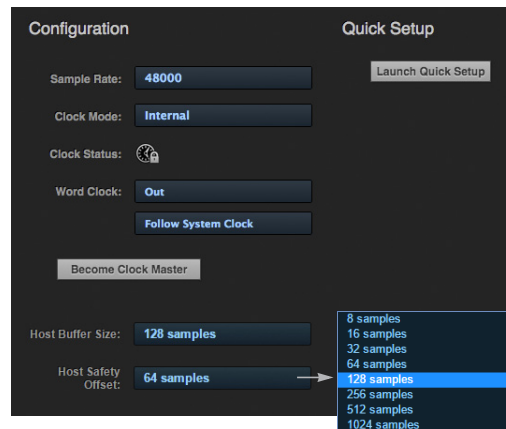 Configuration
Quick Setup
Sample Rate: 48000
Launch Quick Setup
Clock Mode: Internal
Clock Status:
Word Clock: Out
Follow System Clock
Become Clock Master
Host Buffer Size: 128 samples
Host Safety
Offset: 64 samples
8 samples
16 samples
32 samples
64 samples
128 samples
256 samples
512 samples
1024 samples